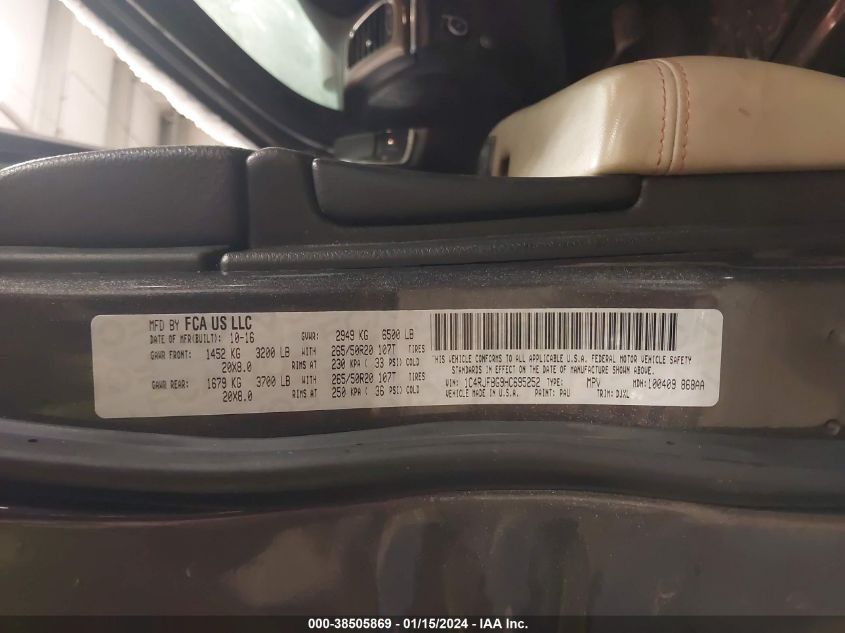 MFD BY FCA US LLC
DATE OF MFR(BUILT): 10-16 GVWR: 2949 KG 6500 LB
GAWR FRONT: 1452 KG 3200 LB WITH 265/50R20 107T TIRES
20X8.0 RIMS AT 230 KPA ( 33 PSI) COLD
GAWR REAR: 1679 KG 3700 LB WITH 265/50R20 107T TIRES
20X8.0 RIMS AT 250 KPA ( 36 PSI) COLD
THIS VEHICLE CONFORMS TO ALL APPLICABLE U.S.A. FEDERAL MOTOR VEHICLE SAFETY
STANDARDS IN EFFECT ON THE DATE OF MANUFACTURE SHOWN ABOVE.
VIN: 1C4RJFBG9HC695252 TYPE: MPV MDH: 100409 868AA
VEHICLE MADE IN U.S.A. PAINT: PAU TRIM: DJXL
000-38505869 - 01/15/2024 - IAA Inc.